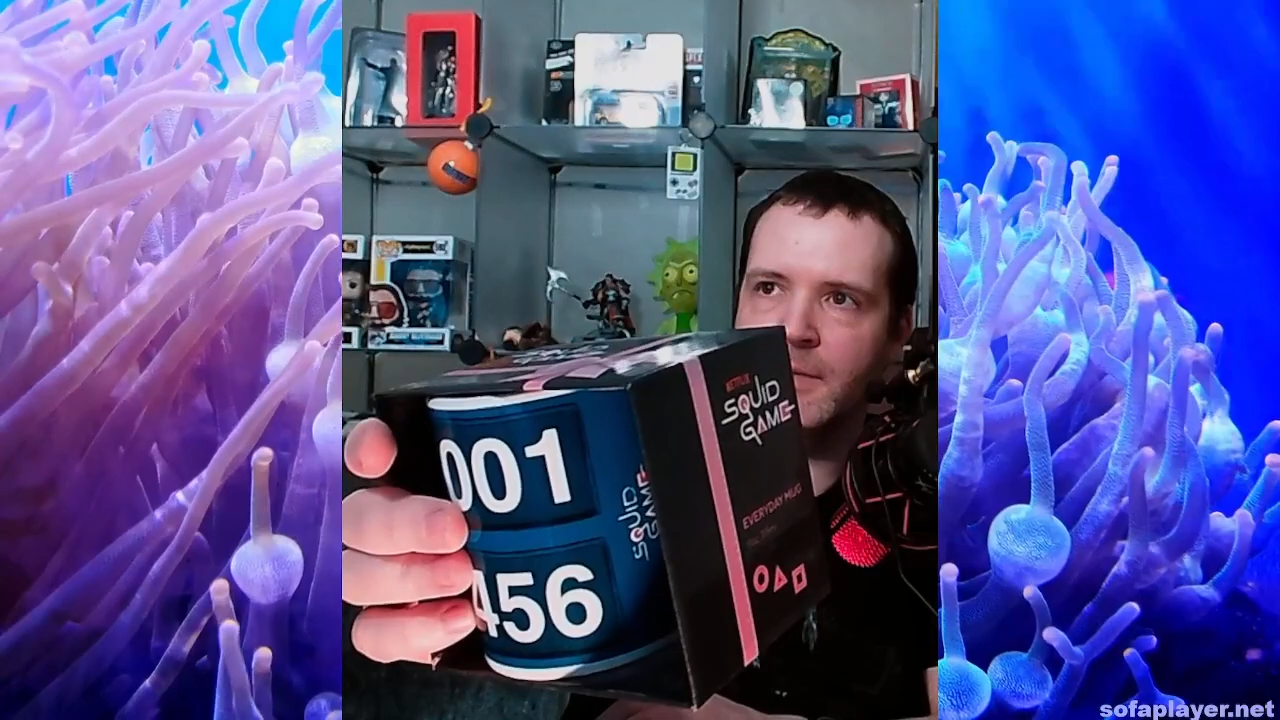 001
456
SQUID
GAME
NETFLIX
SQUID
GAME
EVERYDAY MUG
sofaplayer.net